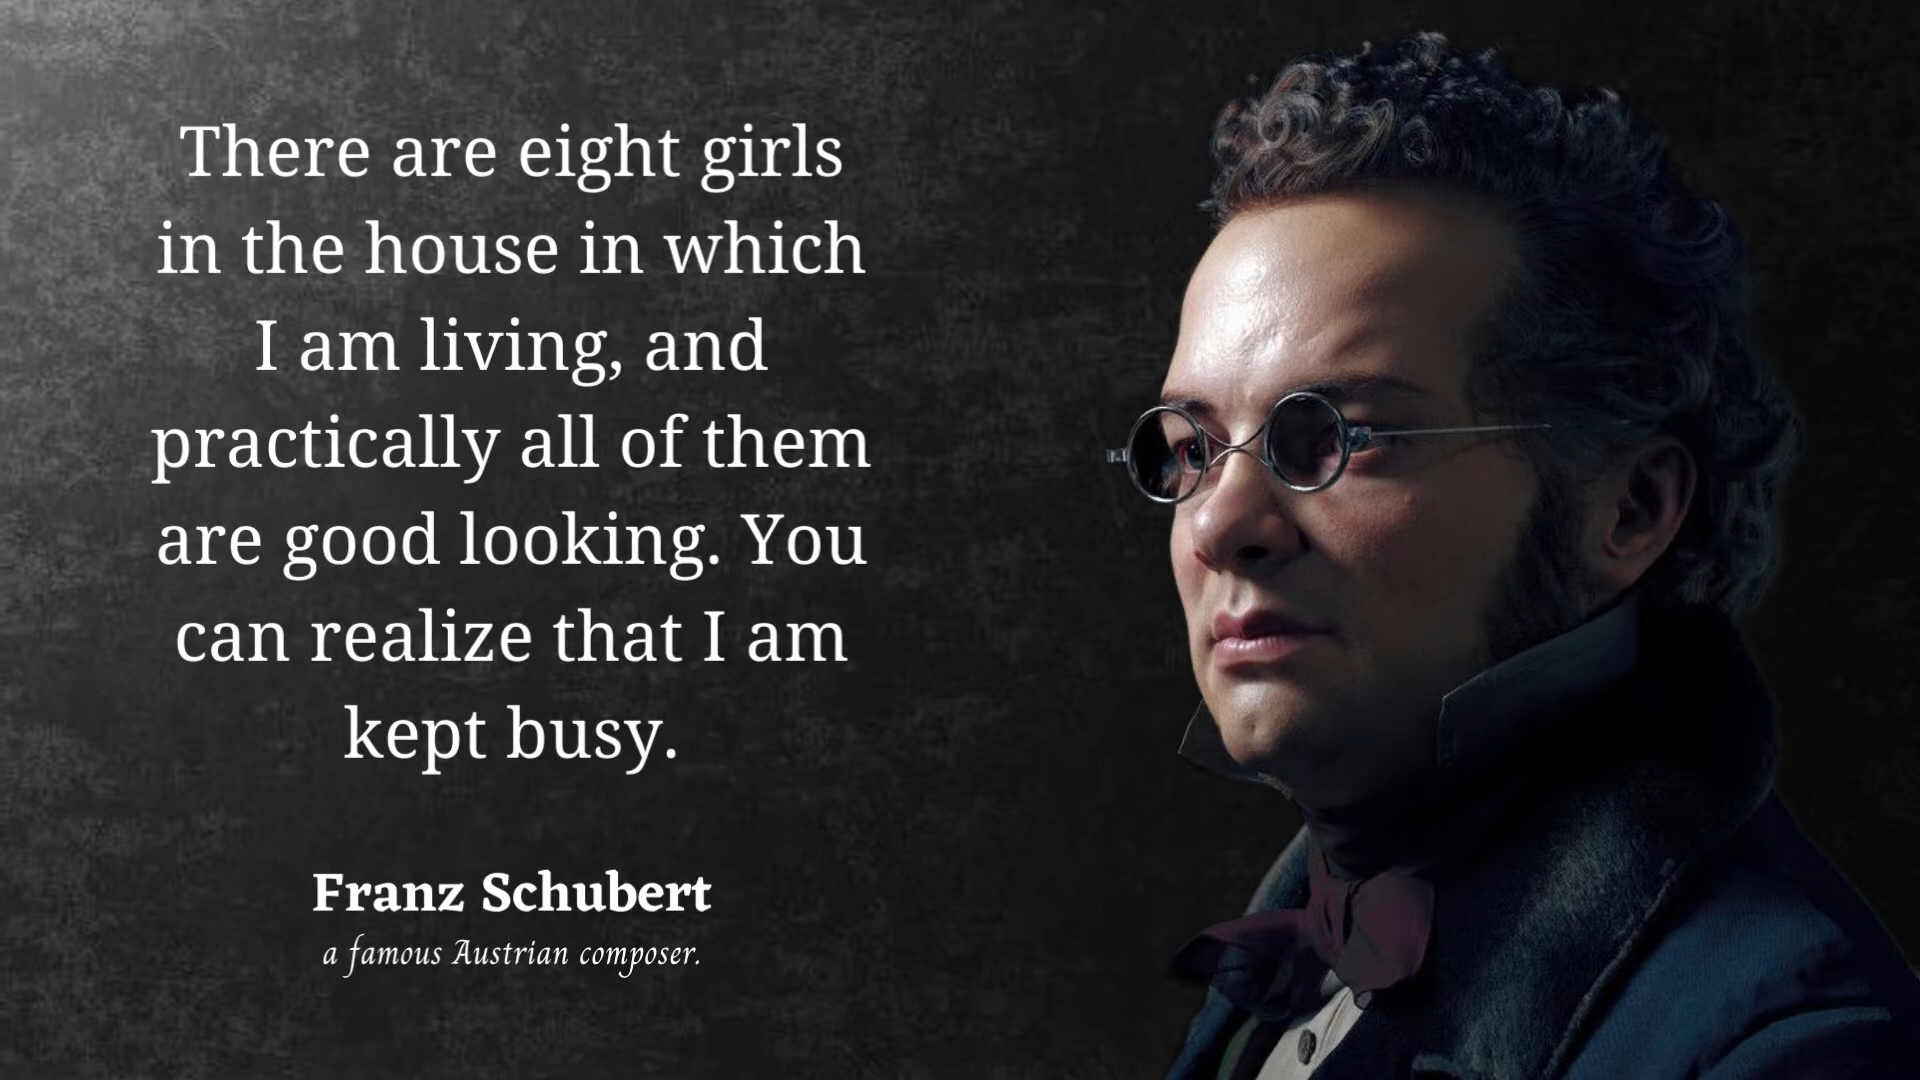 There are eight girls
in the house in which
I am living, and
practically all of them
are good looking. You
can realize that I am
kept busy.
Franz Schubert
a famous Austrian composer.